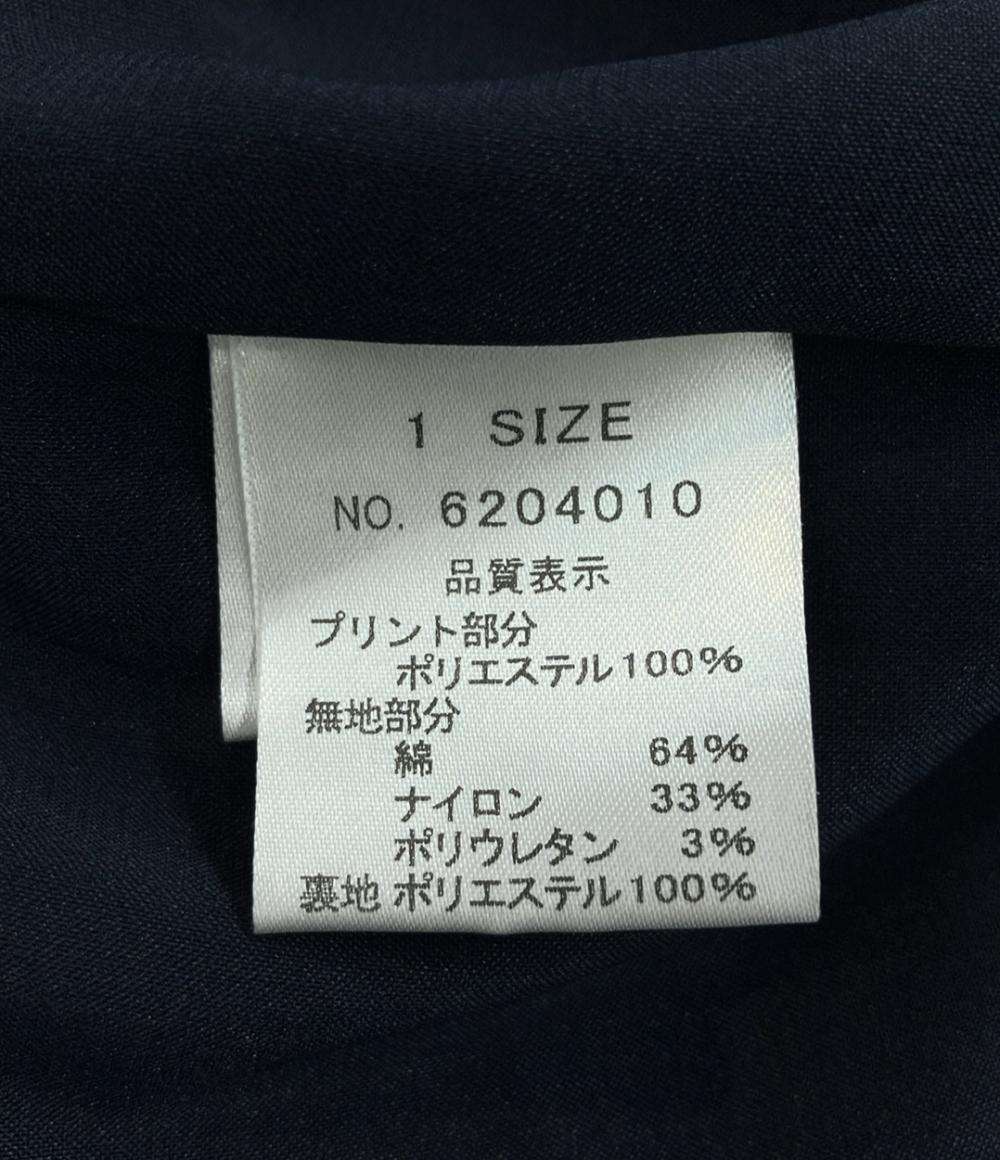 1 SIZE
NO. 6204010
品質表示
プリント部分
ポリエステル100%
無地部分
綿 64%
ナイロン 33%
ポリウレタン 3%
裏地 ポリエステル100%